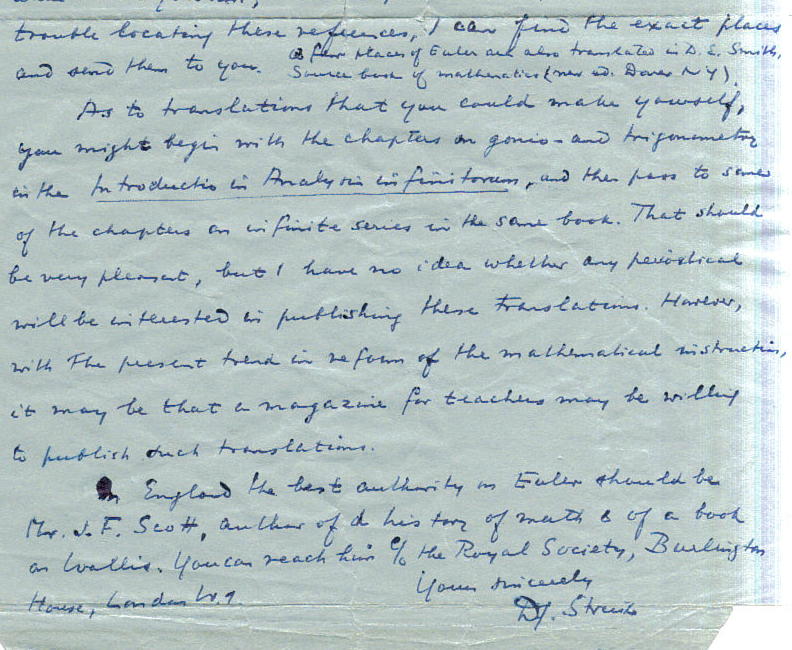 trouble locating these references, I can find the exact places
and send them to you. a few places of Euler are also translated in D. E. Smith,
Source book of mathematics (new ed. Dover N Y).
As to translations that you could make yourself,
you might begin with the chapters on gonio- and trigonometry
in the Introductio in Analysin infinitorum, and then pass to some
of the chapters on infinite series in the same book. That should
be very pleasant, but I have no idea whether any periodical
will be interested in publishing these translations. However,
with the present trend in reform of the mathematical instruction,
it may be that a magazine for teachers may be willing
to publish such translations.
In England the best authority on Euler should be
Mr. J. F. Scott, author of a history of math & of a book
on Wallis. You can reach him c/o the Royal Society, Burlington
House, London W.1.
Yours sincerely
D.J. Struik